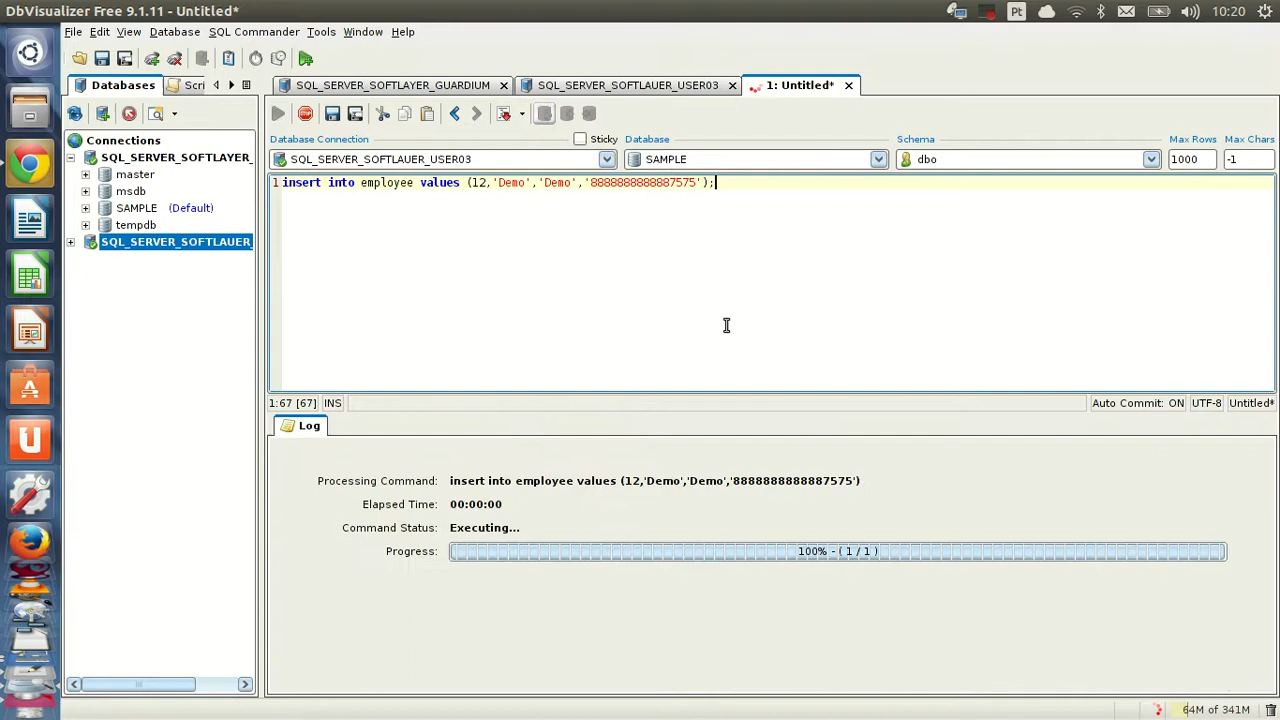 DbVisualizer Free 9.1.11 - Untitled*
Pt
10:20
File Edit View Database SQL Commander Tools Window Help
Databases
Scri
SQL_SERVER_SOFTLAYER_GUARDIUM
SQL_SERVER_SOFTLAUER_USER03
1: Untitled*
Database Connection
Sticky
Database
Schema
Max Rows
Max Chars
SQL_SERVER_SOFTLAUER_USER03
SAMPLE
dbo
1000
-1
Connections
SQL_SERVER_SOFTLAYER_
master
msdb
SAMPLE (Default)
tempdb
SQL_SERVER_SOFTLAUER_
1 insert into employee values (12,'Demo','Demo','8888888888887575');
1:67 [67]
INS
Auto Commit: ON
UTF-8
Untitled*
Log
Processing Command: insert into employee values (12,'Demo','Demo','8888888888887575')
Elapsed Time: 00:00:00
Command Status: Executing...
Progress: 100% - ( 1 / 1 )
64M of 341M